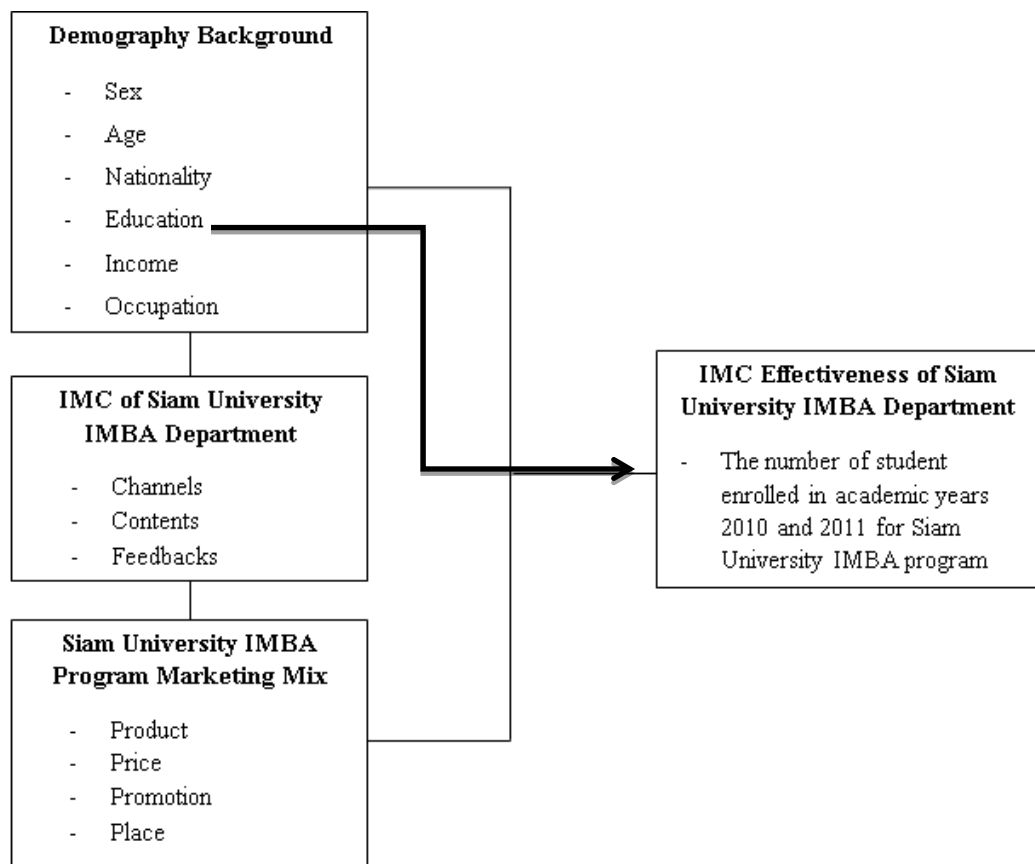 Demography Background
- Sex
- Age
- Nationality
- Education
- Income
- Occupation
IMC of Siam University
IMBA Department
- Channels
- Contents
- Feedbacks
Siam University IMBA
Program Marketing Mix
- Product
- Price
- Promotion
- Place
IMC Effectiveness of Siam
University IMBA Department
- The number of student
enrolled in academic years
2010 and 2011 for Siam
University IMBA program